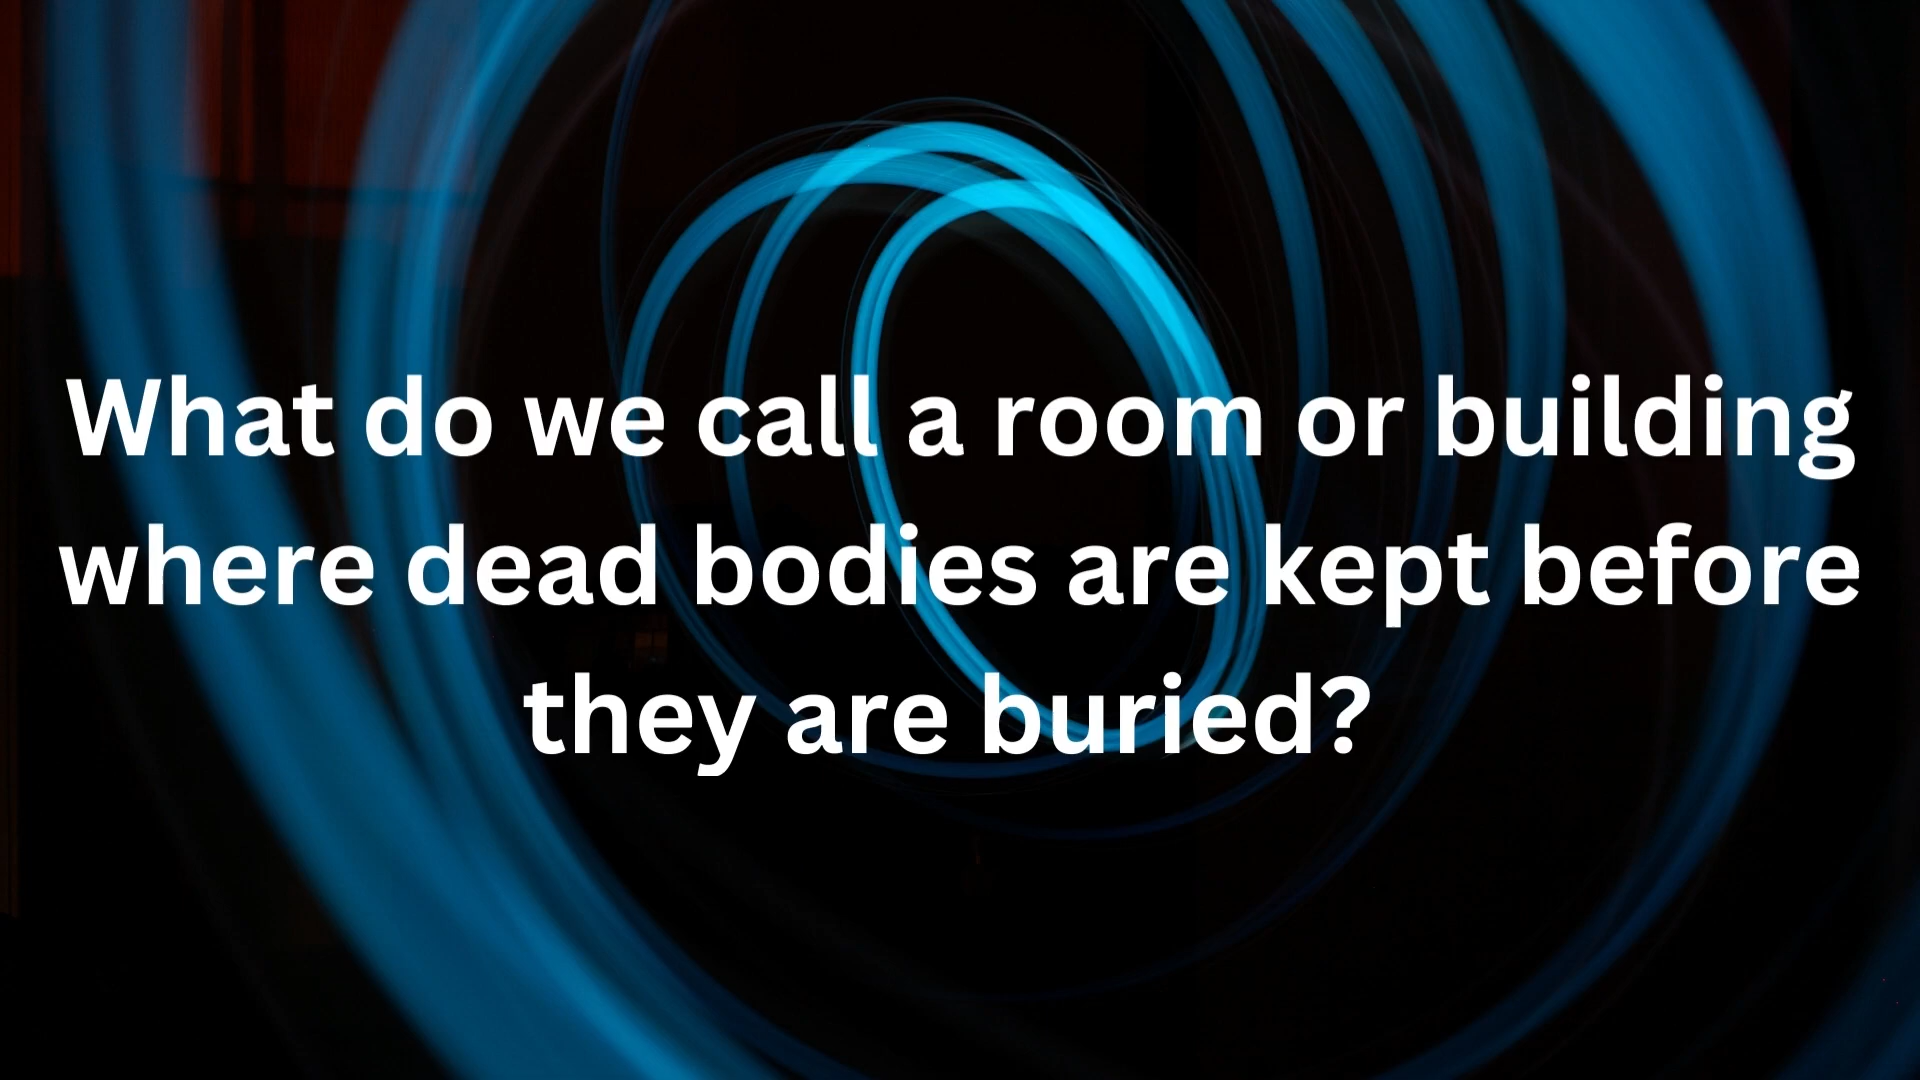 What do we call a room or building
where dead bodies are kept before
they are buried?